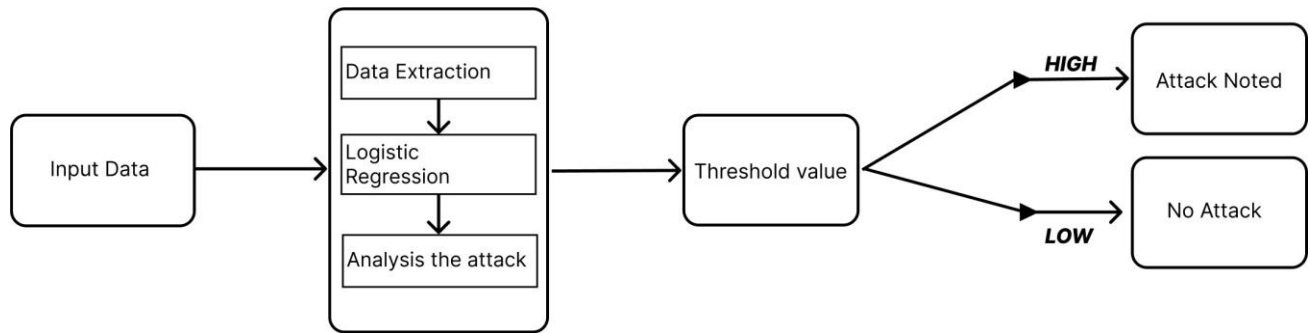 Input Data
Data Extraction
Logistic
Regression
Analysis the attack
Threshold value
HIGH
Attack Noted
LOW
No Attack